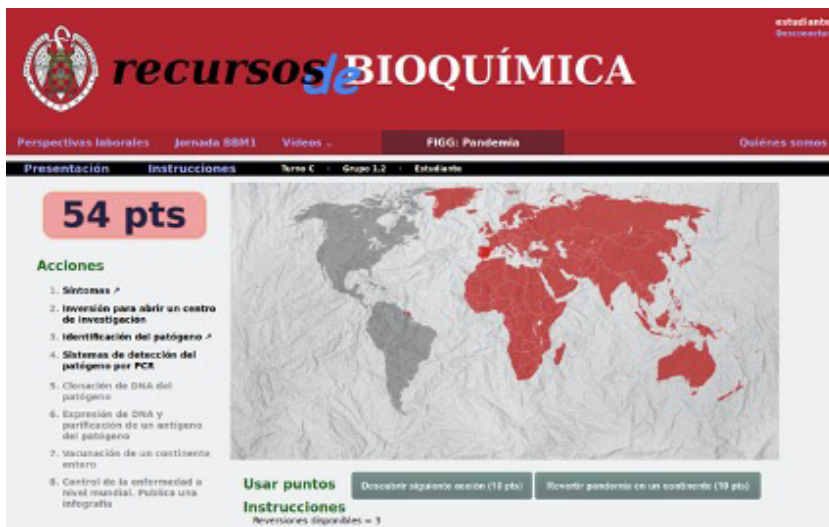 estudiante
Desconectar
recursos de BIOQUÍMICA
Perspectivas laborales Jornada BBM1 Vídeos FIGG: Pandemia Quiénes somos
Presentación Instrucciones Turno C Grupo 1.2 Estudiante
54 pts
Acciones
1. Síntomas ↗
2. Inversión para abrir un centro
de investigación
3. Identificación del patógeno ↗
4. Sistemas de detección del
patógeno por PCR
5. Clonación de DNA del
patógeno
6. Expresión de DNA y
purificación de un antígeno
del patógeno
7. Vacunación de un continente
entero
8. Control de la enfermedad a
nivel mundial. Publica una
infografía
Usar puntos Descubrir siguiente acción (10 pts) Revertir pandemia en un continente (10 pts)
Instrucciones
Reversiones disponibles = 3